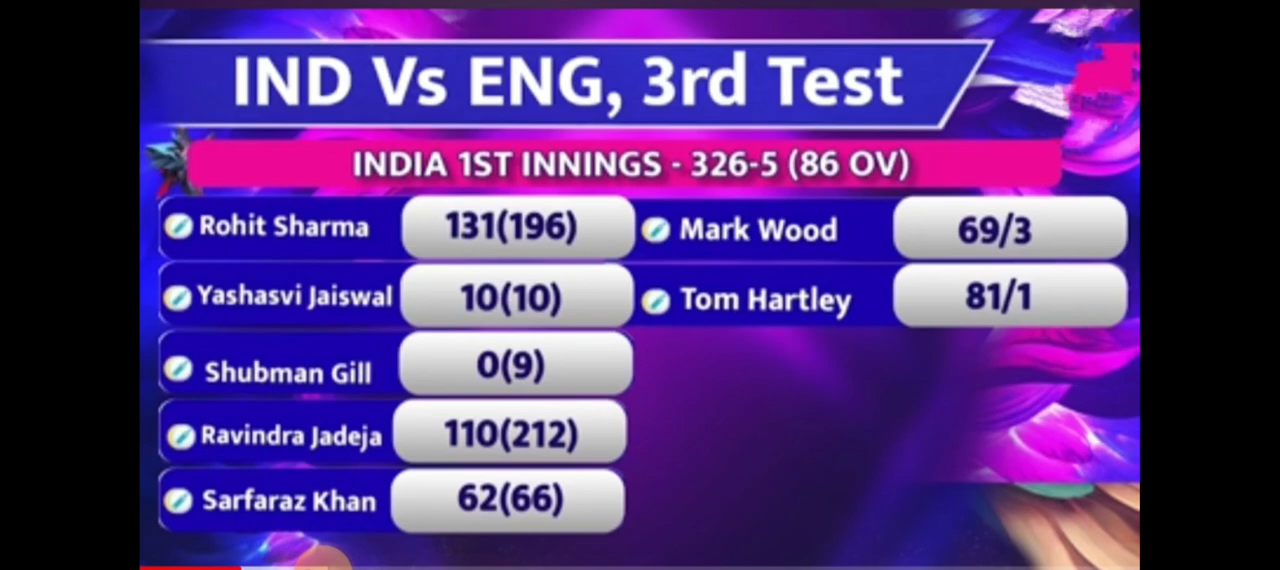 IND Vs ENG, 3rd Test
INDIA 1ST INNINGS - 326-5 (86 OV)
Rohit Sharma 131(196) Mark Wood 69/3
Yashasvi Jaiswal 10(10) Tom Hartley 81/1
Shubman Gill 0(9)
Ravindra Jadeja 110(212)
Sarfaraz Khan 62(66)